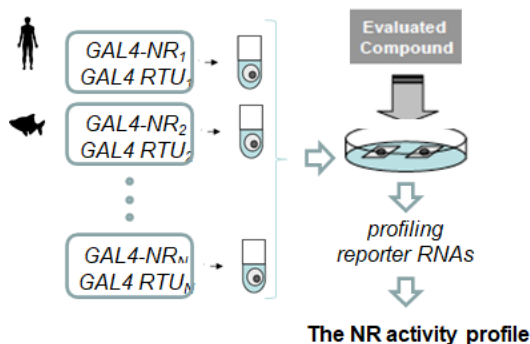 GAL4-NR1
GAL4 RTU1
GAL4-NR2
GAL4 RTU2
GAL4-NRN
GAL4 RTUN
Evaluated
Compound
profiling
reporter RNAs
The NR activity profile